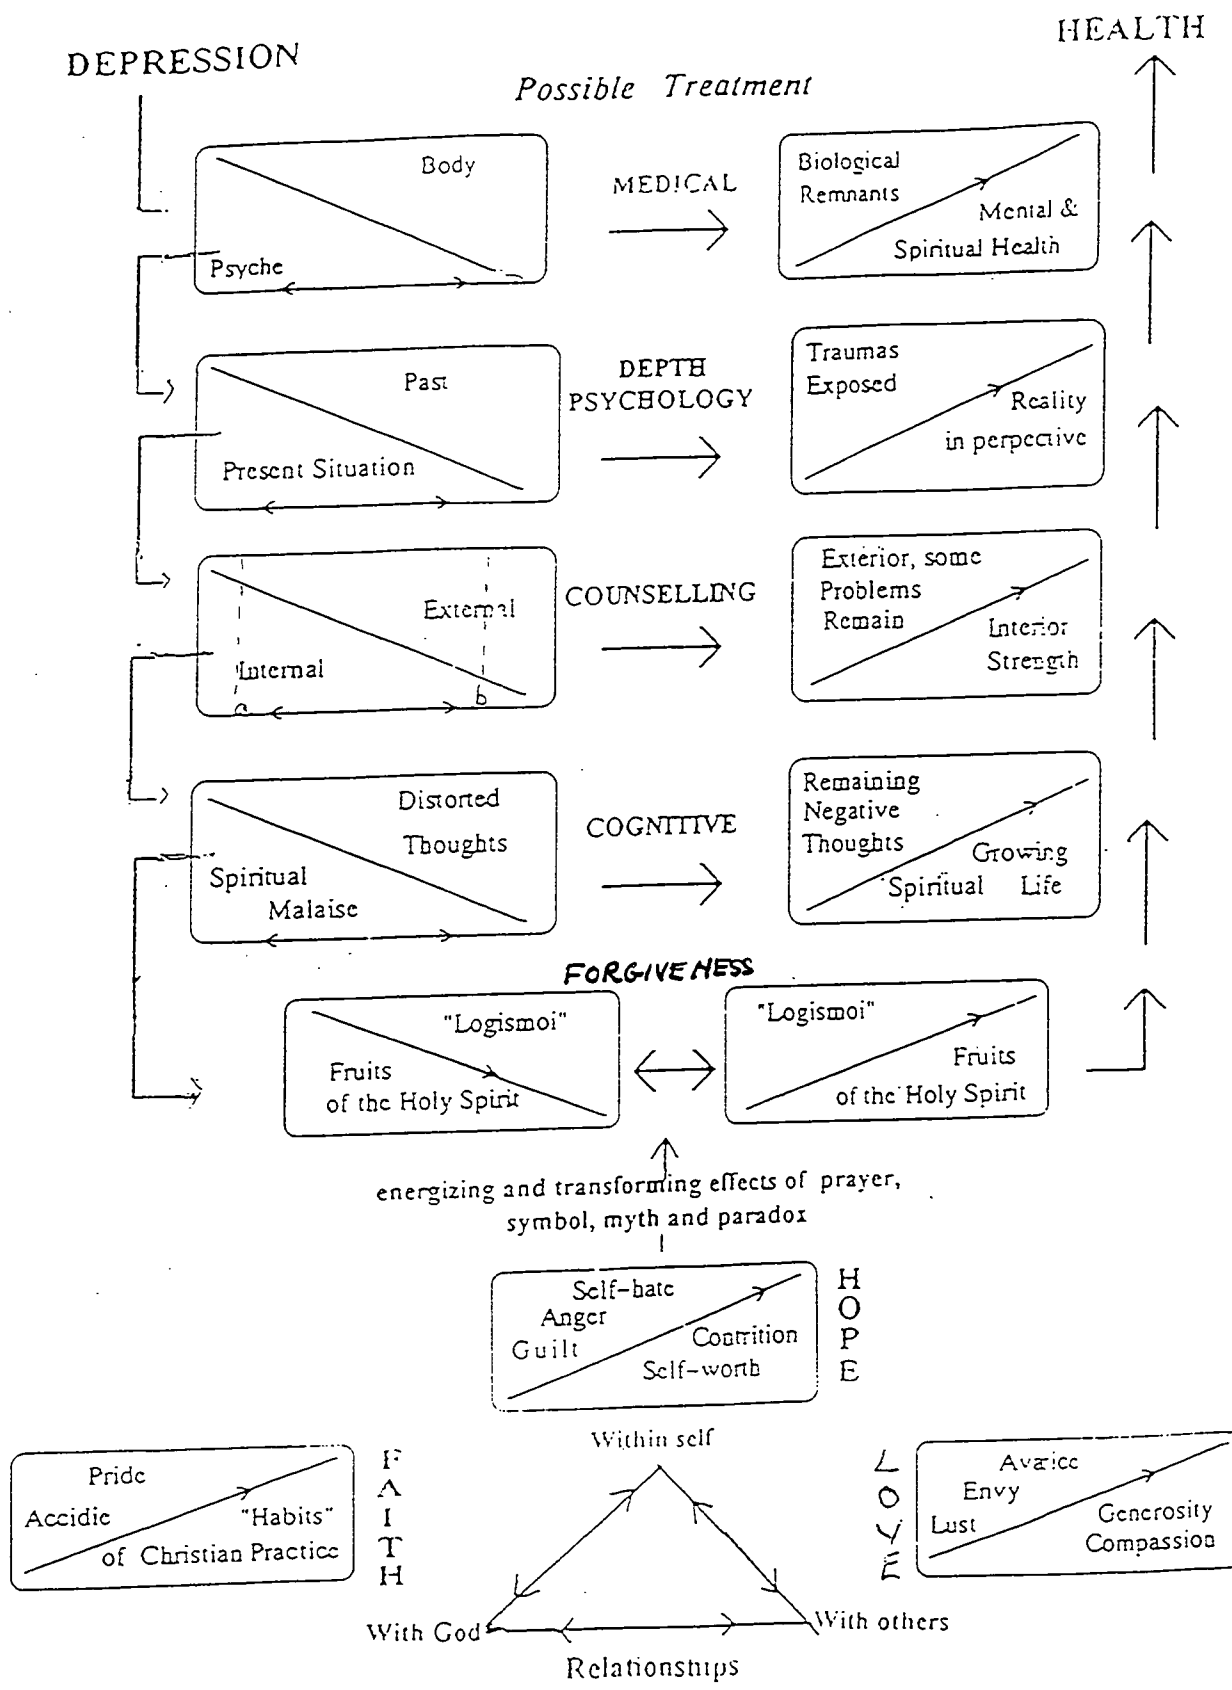 DEPRESSION
HEALTH
Possible Treatment
Body
Psyche
MEDICAL
Biological
Remnants
Mental &
Spiritual Health
Past
Present Situation
DEPTH
PSYCHOLOGY
Traumas
Exposed
Reality
in perpective
External
Internal
a
b
COUNSELLING
Exterior, some
Problems
Remain
Interior
Strength
Distorted
Thoughts
Spiritual
Malaise
COGNITIVE
Remaining
Negative
Thoughts
Growing
Spiritual Life
FORGIVENESS
"Logismoi"
Fruits
of the Holy Spirit
"Logismoi"
Fruits
of the Holy Spirit
energizing and transforming effects of prayer,
symbol, myth and paradox
Self-hate
Anger
Guilt
Contrition
Self-worth
HOPE
Within self
Pride
Accidie
"Habits"
of Christian Practice
FAITH
LOVE
Avarice
Envy
Lust
Generosity
Compassion
With God
With others
Relationships